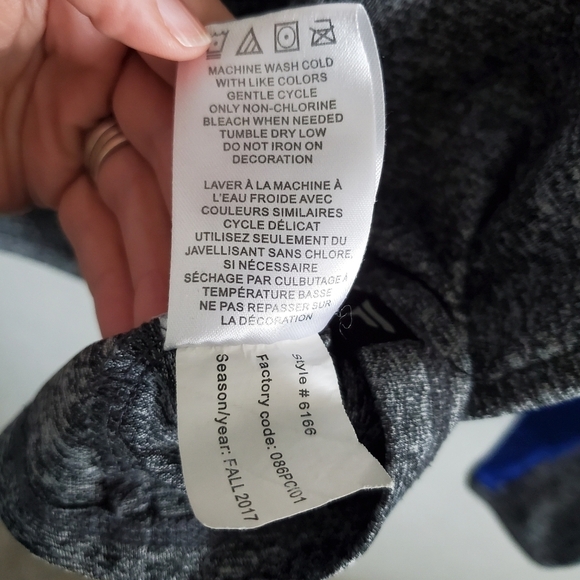 MACHINE WASH COLD
WITH LIKE COLORS
GENTLE CYCLE
ONLY NON-CHLORINE
BLEACH WHEN NEEDED
TUMBLE DRY LOW
DO NOT IRON ON
DECORATION
LAVER À LA MACHINE À
L'EAU FROIDE AVEC
COULEURS SIMILAIRES
CYCLE DÉLICAT
UTILISEZ SEULEMENT DU
JAVELLISANT SANS CHLORE,
SI NÉCESSAIRE
SÉCHAGE PAR CULBUTAGE À
TEMPÉRATURE BASSE
NE PAS REPASSER SUR
LA DÉCORATION
style # 6166
Factory code: 086PC\01
Season/year: FALL 2017